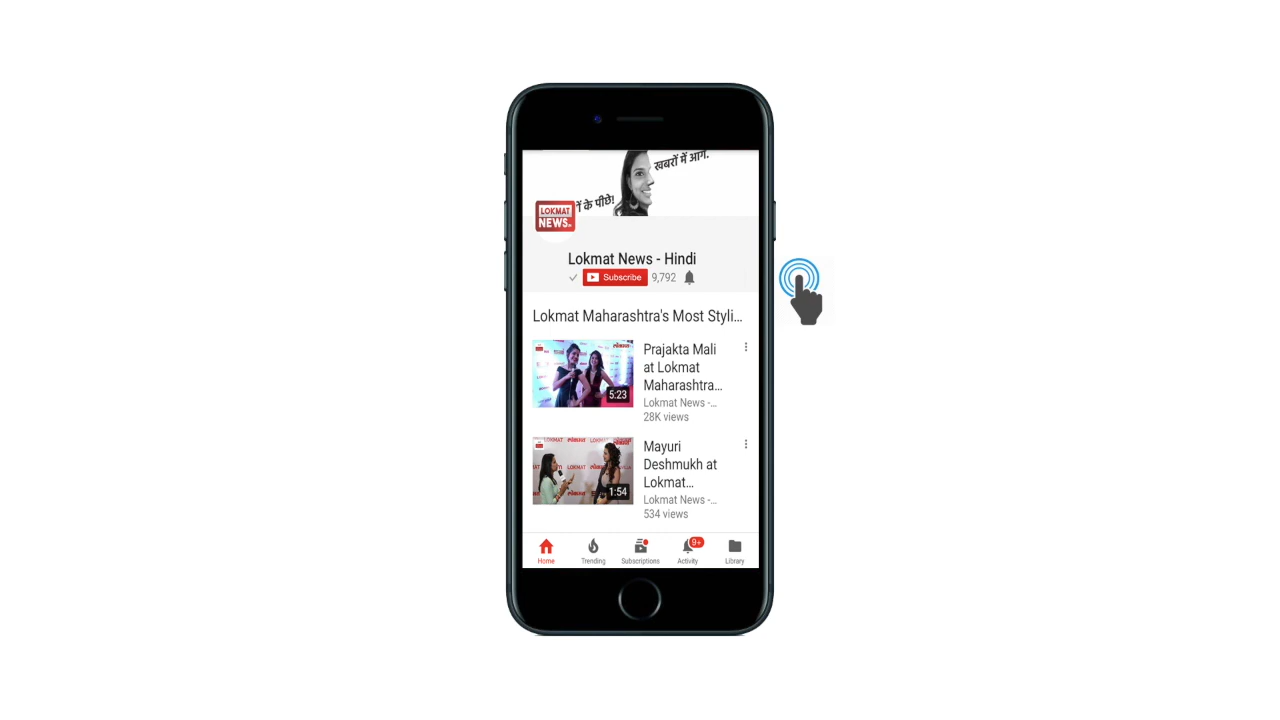 खबरों में आग.
ों के पीछे!
LOKMAT
NEWS.in
Lokmat News - Hindi
Subscribe 9,792
Lokmat Maharashtra's Most Styli...
Prajakta Mali
at Lokmat
Maharashtra...
Lokmat News -...
28K views
5:23
Mayuri
Deshmukh at
Lokmat...
Lokmat News -...
534 views
LOKMAT
1:54
9+
Home Trending Subscriptions Activity Library